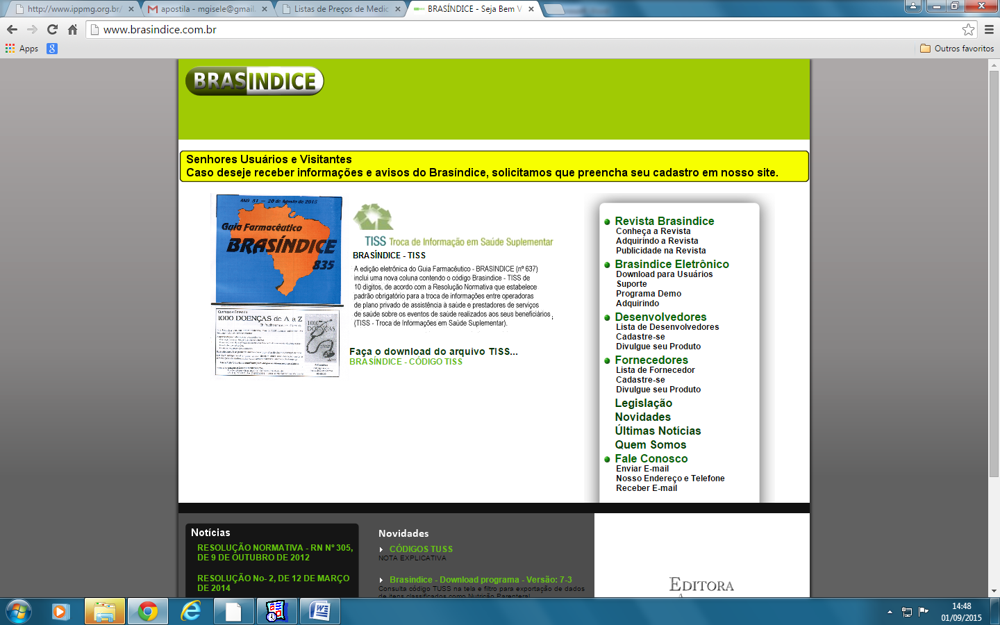 http://www.ippmg.org.br/
apostila - mgisele@gmail.
Listas de Preços de Medic
BRASÍNDICE - Seja Bem V
www.brasindice.com.br
Apps
Outros favoritos
BRASINDICE
Senhores Usuários e Visitantes
Caso deseje receber informações e avisos do Brasíndice, solicitamos que preencha seu cadastro em nosso site.
ANO 51 — 20 de Agosto de 2015
Guia Farmacêutico
BRASÍNDICE
835
1000 DOENÇAS de A a Z
1000
DOENÇAS
TISS Troca de Informação em Saúde Suplementar
BRASÍNDICE - TISS
A edição eletrônica do Guia Farmacêutico - BRASINDICE (nº 637)
inclui uma nova coluna contendo o código Brasindice - TISS de
10 digitos, de acordo com a Resolução Normativa que estabelece
padrão obrigatório para a troca de informações entre operadoras
de plano privado de assistência à saúde e prestadores de serviços
de saúde sobre os eventos de saúde realizados aos seus beneficiários ,
(TISS - Troca de Informações em Saúde Suplementar).
Faça o download do arquivo TISS...
BRASÍNDICE - CÓDIGO TISS
Revista Brasindice
Conheça a Revista
Adquirindo a Revista
Publicidade na Revista
Brasindice Eletrônico
Download para Usuários
Suporte
Programa Demo
Adquirindo
Desenvolvedores
Lista de Desenvolvedores
Cadastre-se
Divulgue seu Produto
Fornecedores
Lista de Fornecedor
Cadastre-se
Divulgue seu Produto
Legislação
Novidades
Últimas Notícias
Quem Somos
Fale Conosco
Enviar E-mail
Nosso Endereço e Telefone
Receber E-mail
Notícias
RESOLUÇÃO NORMATIVA - RN Nº 305,
DE 9 DE OUTUBRO DE 2012
RESOLUÇÃO No- 2, DE 12 DE MARÇO
DE 2014
Novidades
CÓDIGOS TUSS
NOTA EXPLICATIVA
Brasindice - Download programa - Versão: 7-3
Consulta código TUSS na tela e filtro para exportação de dados
de itens classificados como Nutrição Parenteral
EDITORA
14:48
01/09/2015